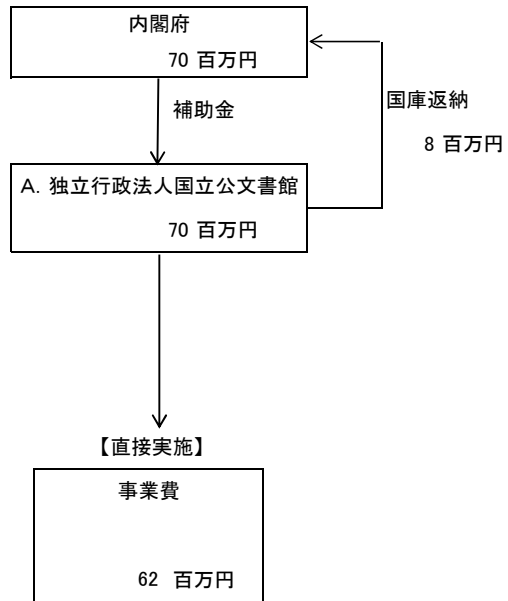 内閣府
70 百万円
補助金
国庫返納
8 百万円
A. 独立行政法人国立公文書館
70 百万円
【直接実施】
事業費
62 百万円